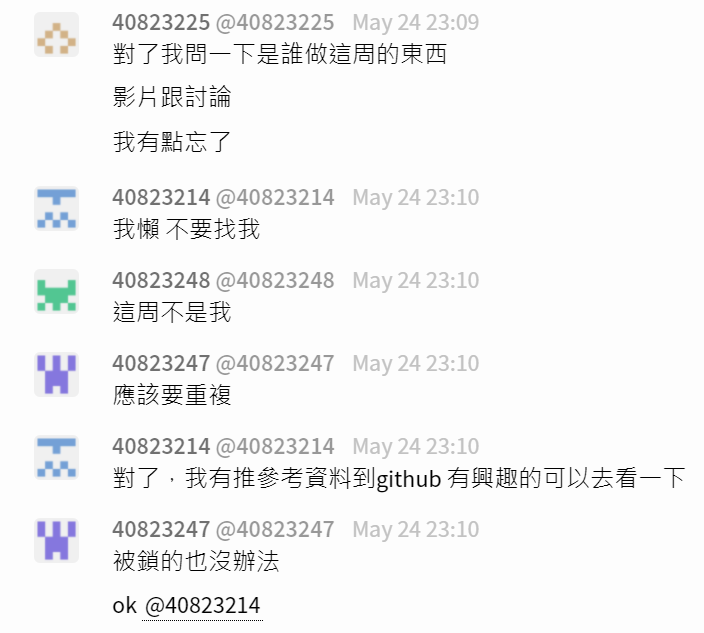 40823225 @40823225 May 24 23:09
對了我問一下是誰做這周的東西
影片跟討論
我有點忘了
40823214 @40823214 May 24 23:10
我懶 不要找我
40823248 @40823248 May 24 23:10
這周不是我
40823247 @40823247 May 24 23:10
應該要重複
40823214 @40823214 May 24 23:10
對了，我有推參考資料到github 有興趣的可以去看一下
40823247 @40823247 May 24 23:10
被鎖的也沒辦法
ok @40823214